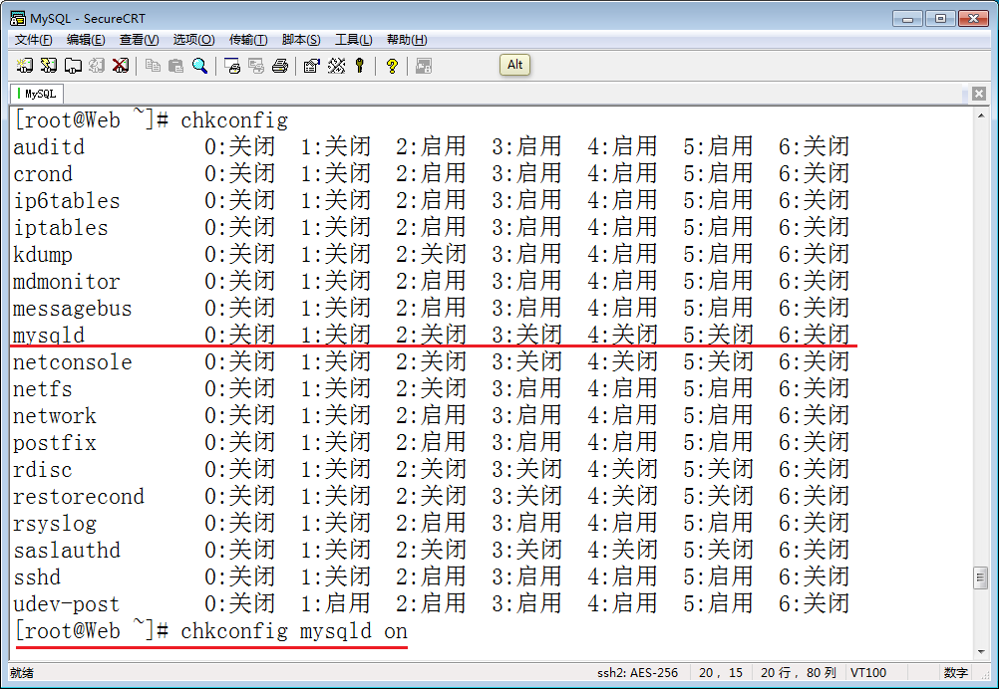 MySQL - SecureCRT
文件(F) 编辑(E) 查看(V) 选项(O) 传输(T) 脚本(S) 工具(L) 帮助(H)
Alt
MySQL
[root@Web ~]# chkconfig
auditd 0:关闭 1:关闭 2:启用 3:启用 4:启用 5:启用 6:关闭
crond 0:关闭 1:关闭 2:启用 3:启用 4:启用 5:启用 6:关闭
ip6tables 0:关闭 1:关闭 2:启用 3:启用 4:启用 5:启用 6:关闭
iptables 0:关闭 1:关闭 2:启用 3:启用 4:启用 5:启用 6:关闭
kdump 0:关闭 1:关闭 2:关闭 3:启用 4:启用 5:启用 6:关闭
mdmonitor 0:关闭 1:关闭 2:启用 3:启用 4:启用 5:启用 6:关闭
messagebus 0:关闭 1:关闭 2:启用 3:启用 4:启用 5:启用 6:关闭
mysqld 0:关闭 1:关闭 2:关闭 3:关闭 4:关闭 5:关闭 6:关闭
netconsole 0:关闭 1:关闭 2:关闭 3:关闭 4:关闭 5:关闭 6:关闭
netfs 0:关闭 1:关闭 2:关闭 3:启用 4:启用 5:启用 6:关闭
network 0:关闭 1:关闭 2:启用 3:启用 4:启用 5:启用 6:关闭
postfix 0:关闭 1:关闭 2:启用 3:启用 4:启用 5:启用 6:关闭
rdisc 0:关闭 1:关闭 2:关闭 3:关闭 4:关闭 5:关闭 6:关闭
restorecond 0:关闭 1:关闭 2:关闭 3:关闭 4:关闭 5:关闭 6:关闭
rsyslog 0:关闭 1:关闭 2:启用 3:启用 4:启用 5:启用 6:关闭
saslauthd 0:关闭 1:关闭 2:关闭 3:关闭 4:关闭 5:关闭 6:关闭
sshd 0:关闭 1:关闭 2:启用 3:启用 4:启用 5:启用 6:关闭
udev-post 0:关闭 1:启用 2:启用 3:启用 4:启用 5:启用 6:关闭
[root@Web ~]# chkconfig mysqld on
就绪 ssh2: AES-256 20 , 15 20 行 , 80 列 VT100 数字